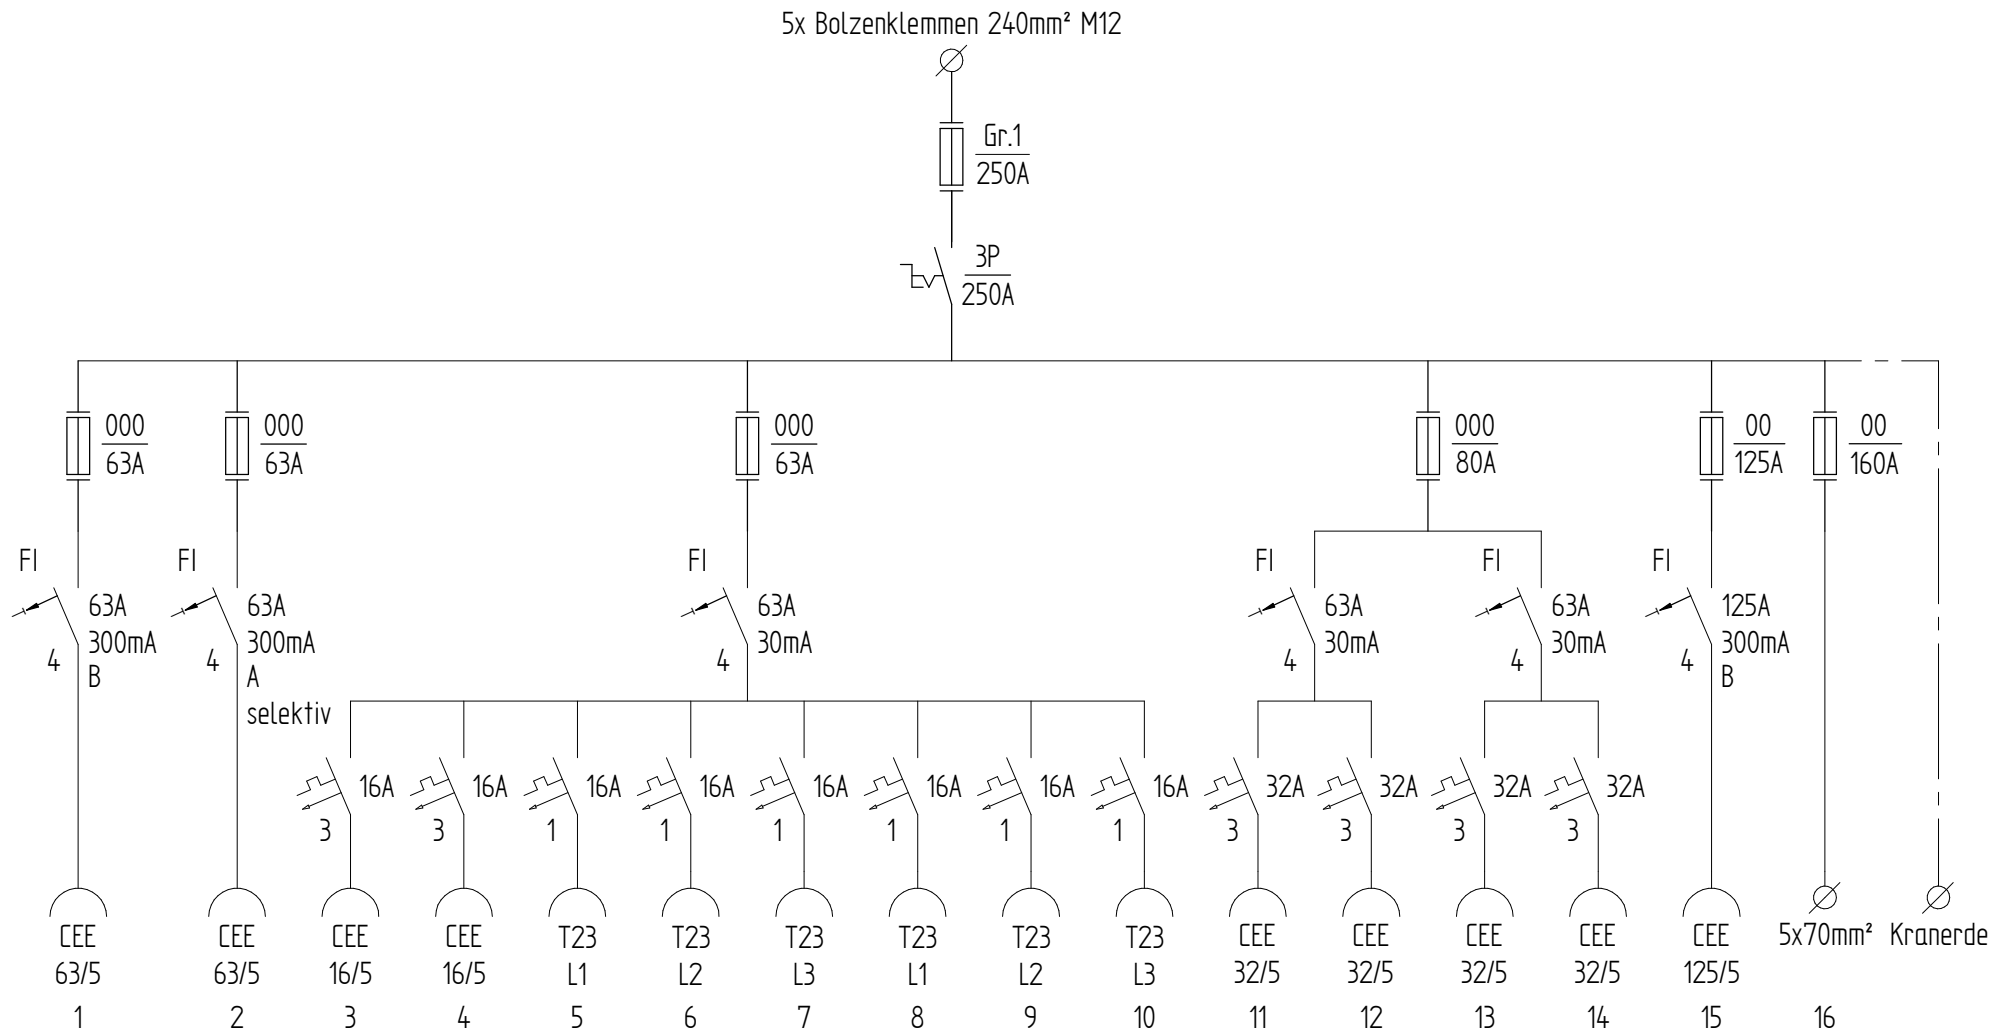 5x Bolzenklemmen 240mm² M12
Gr.1
250A
3P
250A
000
63A
000
63A
000
63A
000
80A
00
125A
00
160A
FI
63A
300mA
4
B
FI
63A
300mA
4
A
selektiv
FI
63A
30mA
4
FI
63A
30mA
4
FI
63A
30mA
4
FI
125A
300mA
4
B
16A
3
16A
3
16A
1
16A
1
16A
1
16A
1
16A
1
16A
1
32A
3
32A
3
32A
3
32A
3
CEE
63/5
1
CEE
63/5
2
CEE
16/5
3
CEE
16/5
4
T23
L1
5
T23
L2
6
T23
L3
7
T23
L1
8
T23
L2
9
T23
L3
10
CEE
32/5
11
CEE
32/5
12
CEE
32/5
13
CEE
32/5
14
CEE
125/5
15
5x70mm²
16
Kranerde